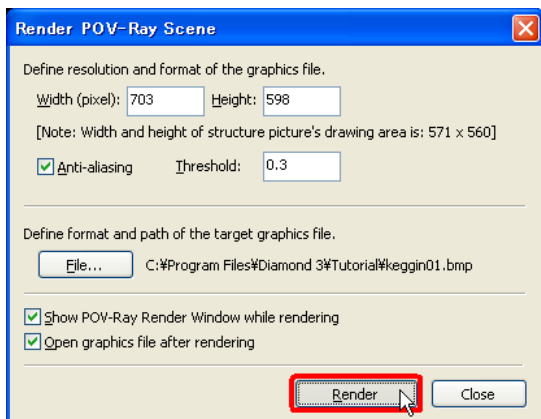 Render POV-Ray Scene
Define resolution and format of the graphics file.
Width (pixel): 703 Height: 598
[Note: Width and height of structure picture's drawing area is: 571 x 560]
Anti-aliasing Threshold: 0.3
Define format and path of the target graphics file.
File... C:¥Program Files¥Diamond 3¥Tutorial¥keggin01.bmp
Show POV-Ray Render Window while rendering
Open graphics file after rendering
Render Close